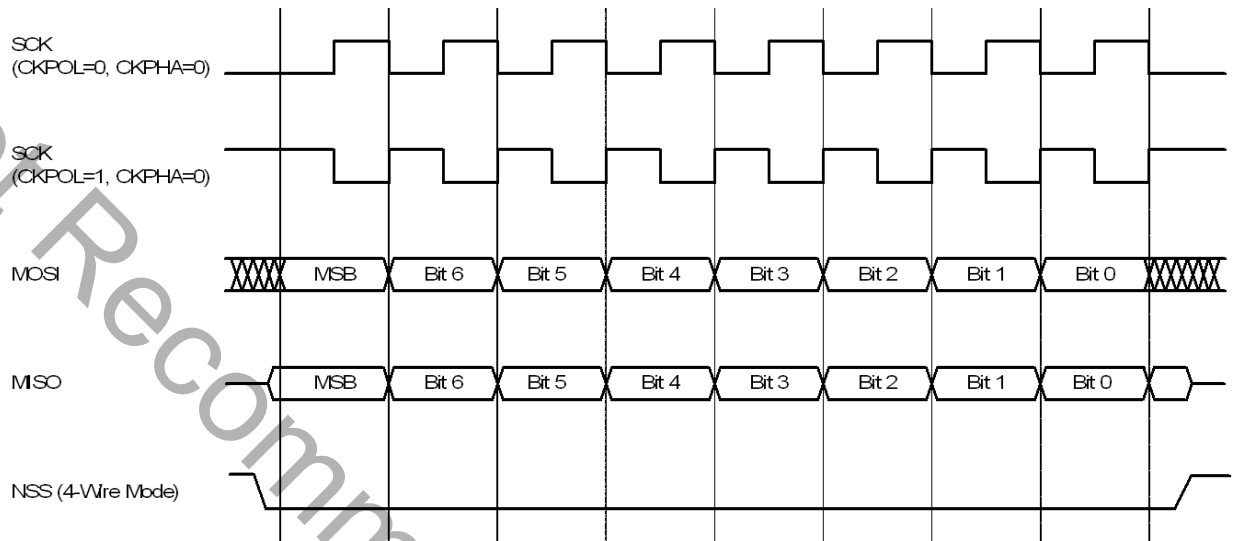 SCK
(CKPOL=0, CKPHA=0)
SCK
(CKPOL=1, CKPHA=0)
MOSI MSB Bit 6 Bit 5 Bit 4 Bit 3 Bit 2 Bit 1 Bit 0
MISO MSB Bit 6 Bit 5 Bit 4 Bit 3 Bit 2 Bit 1 Bit 0
NSS (4-Wire Mode)